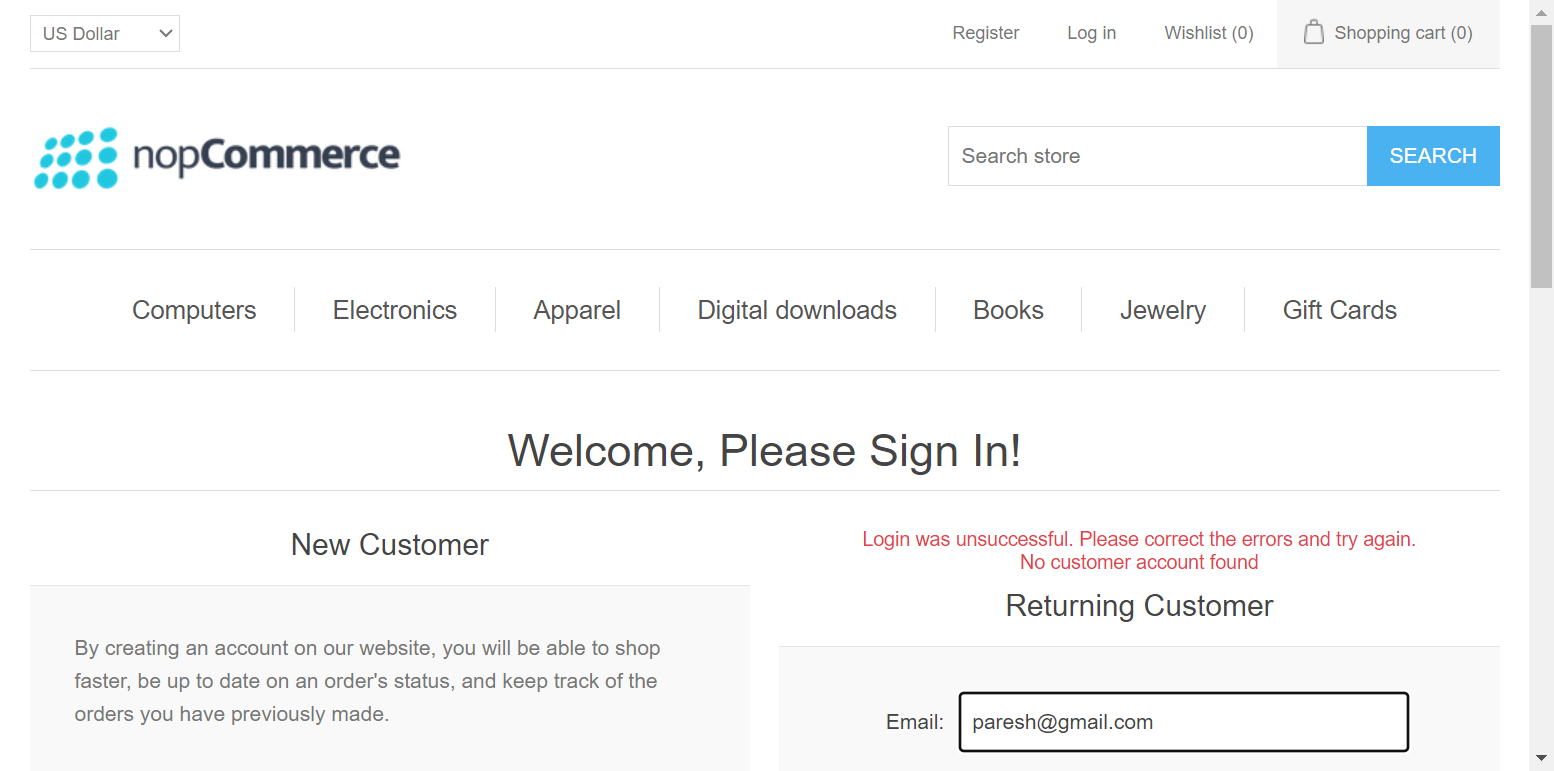 US Dollar
Register
Log in
Wishlist (0)
Shopping cart (0)
nopCommerce
Search store
SEARCH
Computers
Electronics
Apparel
Digital downloads
Books
Jewelry
Gift Cards
Welcome, Please Sign In!
New Customer
By creating an account on our website, you will be able to shop
faster, be up to date on an order's status, and keep track of the
orders you have previously made.
Login was unsuccessful. Please correct the errors and try again.
No customer account found
Returning Customer
Email:
paresh@gmail.com